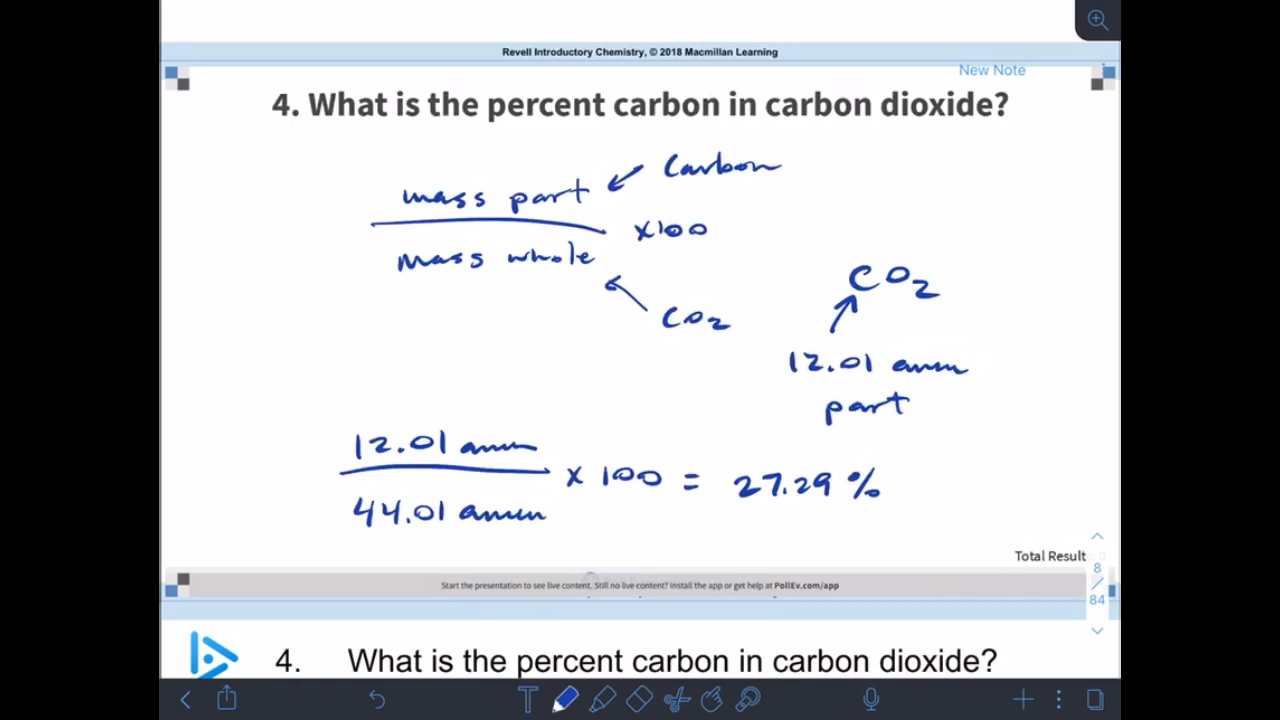 Revell Introductory Chemistry, © 2018 Macmillan Learning
New Note
4. What is the percent carbon in carbon dioxide?
mass part ← Carbon
mass whole
×100
CO₂
CO₂
12.01 amu
part
12.01 amu
44.01 amu
× 100 = 27.29 %
Total Result
8
/
84
Start the presentation to see live content. Still no live content? Install the app or get help at PollEv.com/app
4. What is the percent carbon in carbon dioxide?
T